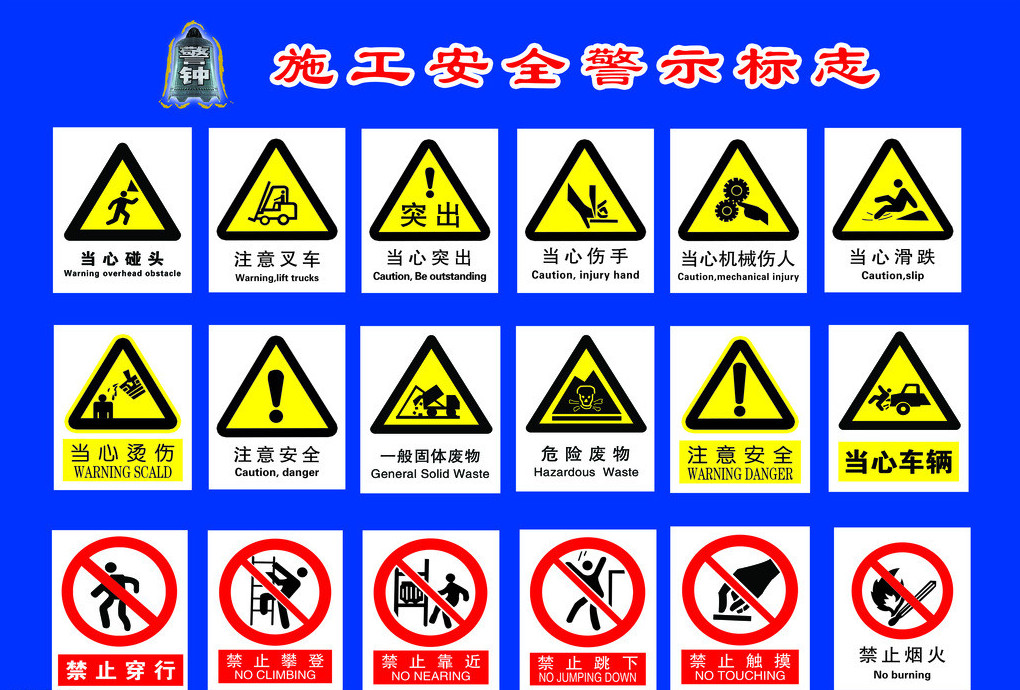 警
钟
施工安全警示标志
当心碰头
Warning overhead obstacle
注意叉车
Warning,lift trucks
突出
当心突出
Caution, Be outstanding
当心伤手
Caution, injury hand
当心机械伤人
Caution,mechanical injury
当心滑跌
Caution,slip
当心烫伤
WARNING SCALD
注意安全
Caution, danger
一般固体废物
General Solid Waste
危险废物
Hazardous Waste
注意安全
WARNING DANGER
当心车辆
禁止穿行
禁止攀登
NO CLIMBING
禁止靠近
NO NEARING
禁止跳下
NO JUMPING DOWN
禁止触摸
NO TOUCHING
禁止烟火
No burning